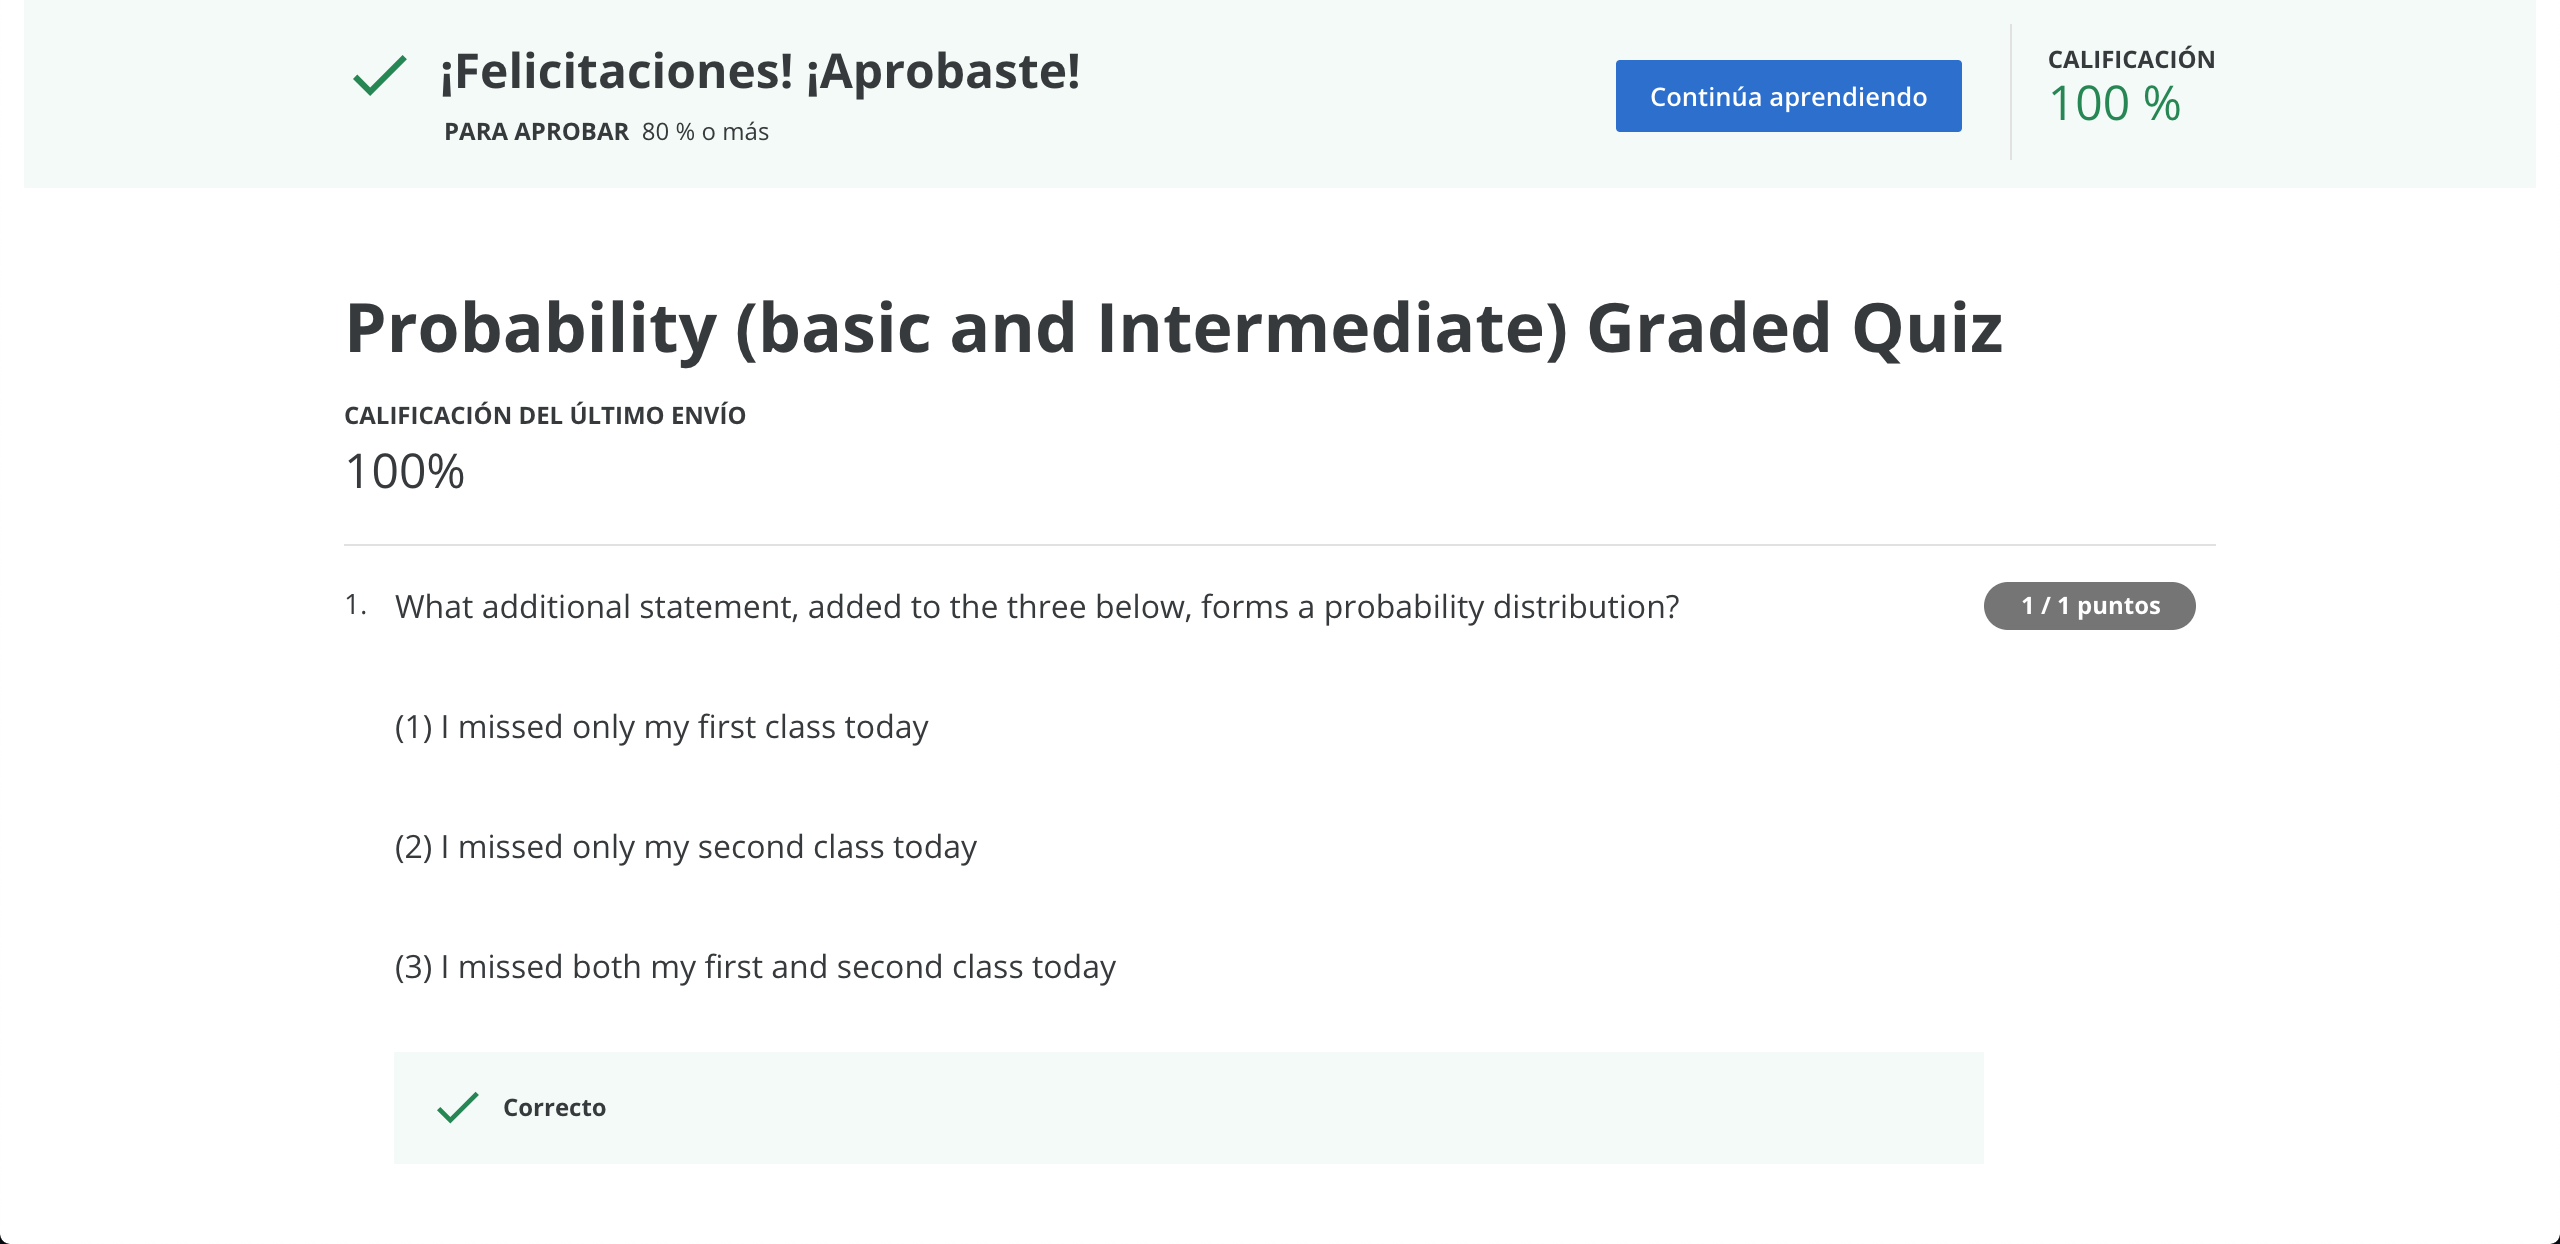 ¡Felicitaciones! ¡Aprobaste!
PARA APROBAR 80 % o más
Continúa aprendiendo
CALIFICACIÓN
100 %
Probability (basic and Intermediate) Graded Quiz
CALIFICACIÓN DEL ÚLTIMO ENVÍO
100%
1. What additional statement, added to the three below, forms a probability distribution?
1 / 1 puntos
(1) I missed only my first class today
(2) I missed only my second class today
(3) I missed both my first and second class today
Correcto